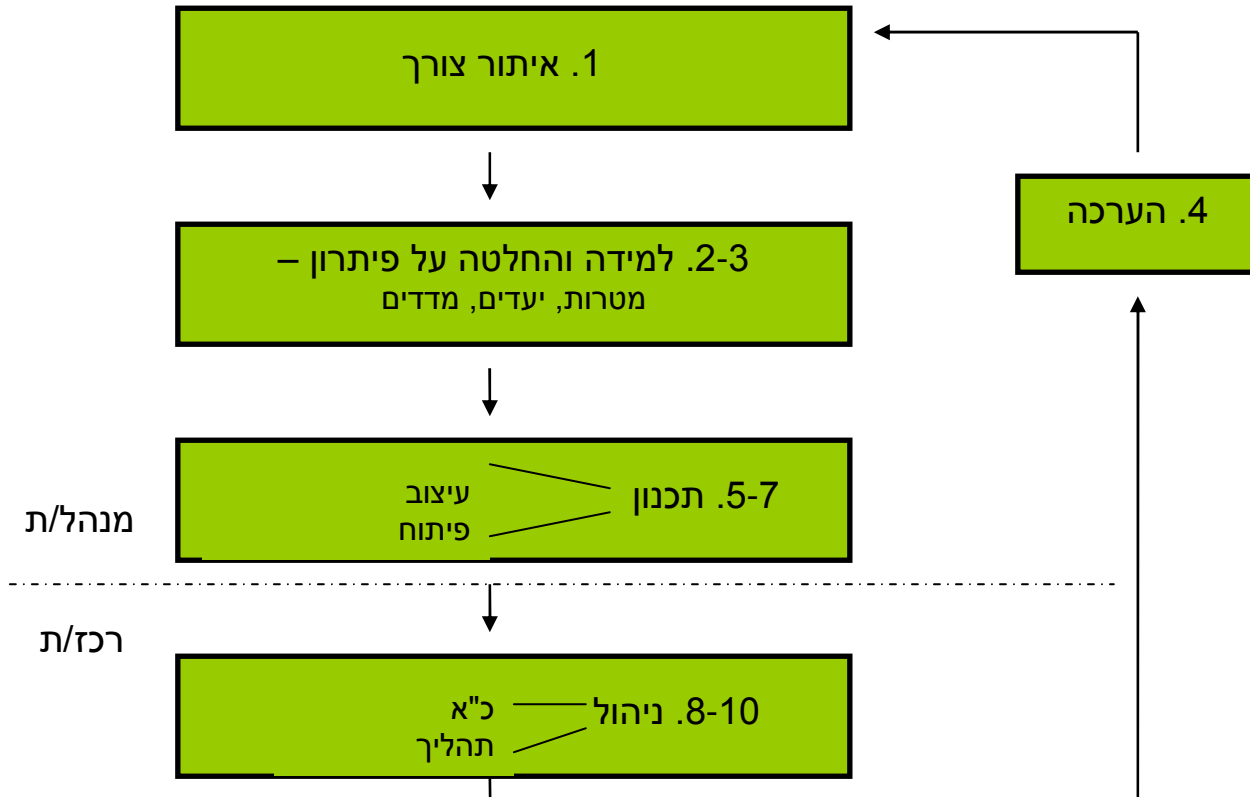 1. איתור צורך
4. הערכה
2-3. למידה והחלטה על פיתרון –
מטרות, יעדים, מדדים
5-7. תכנון
עיצוב
פיתוח
מנהל/ת
רכז/ת
8-10. ניהול
כ"א
תהליך